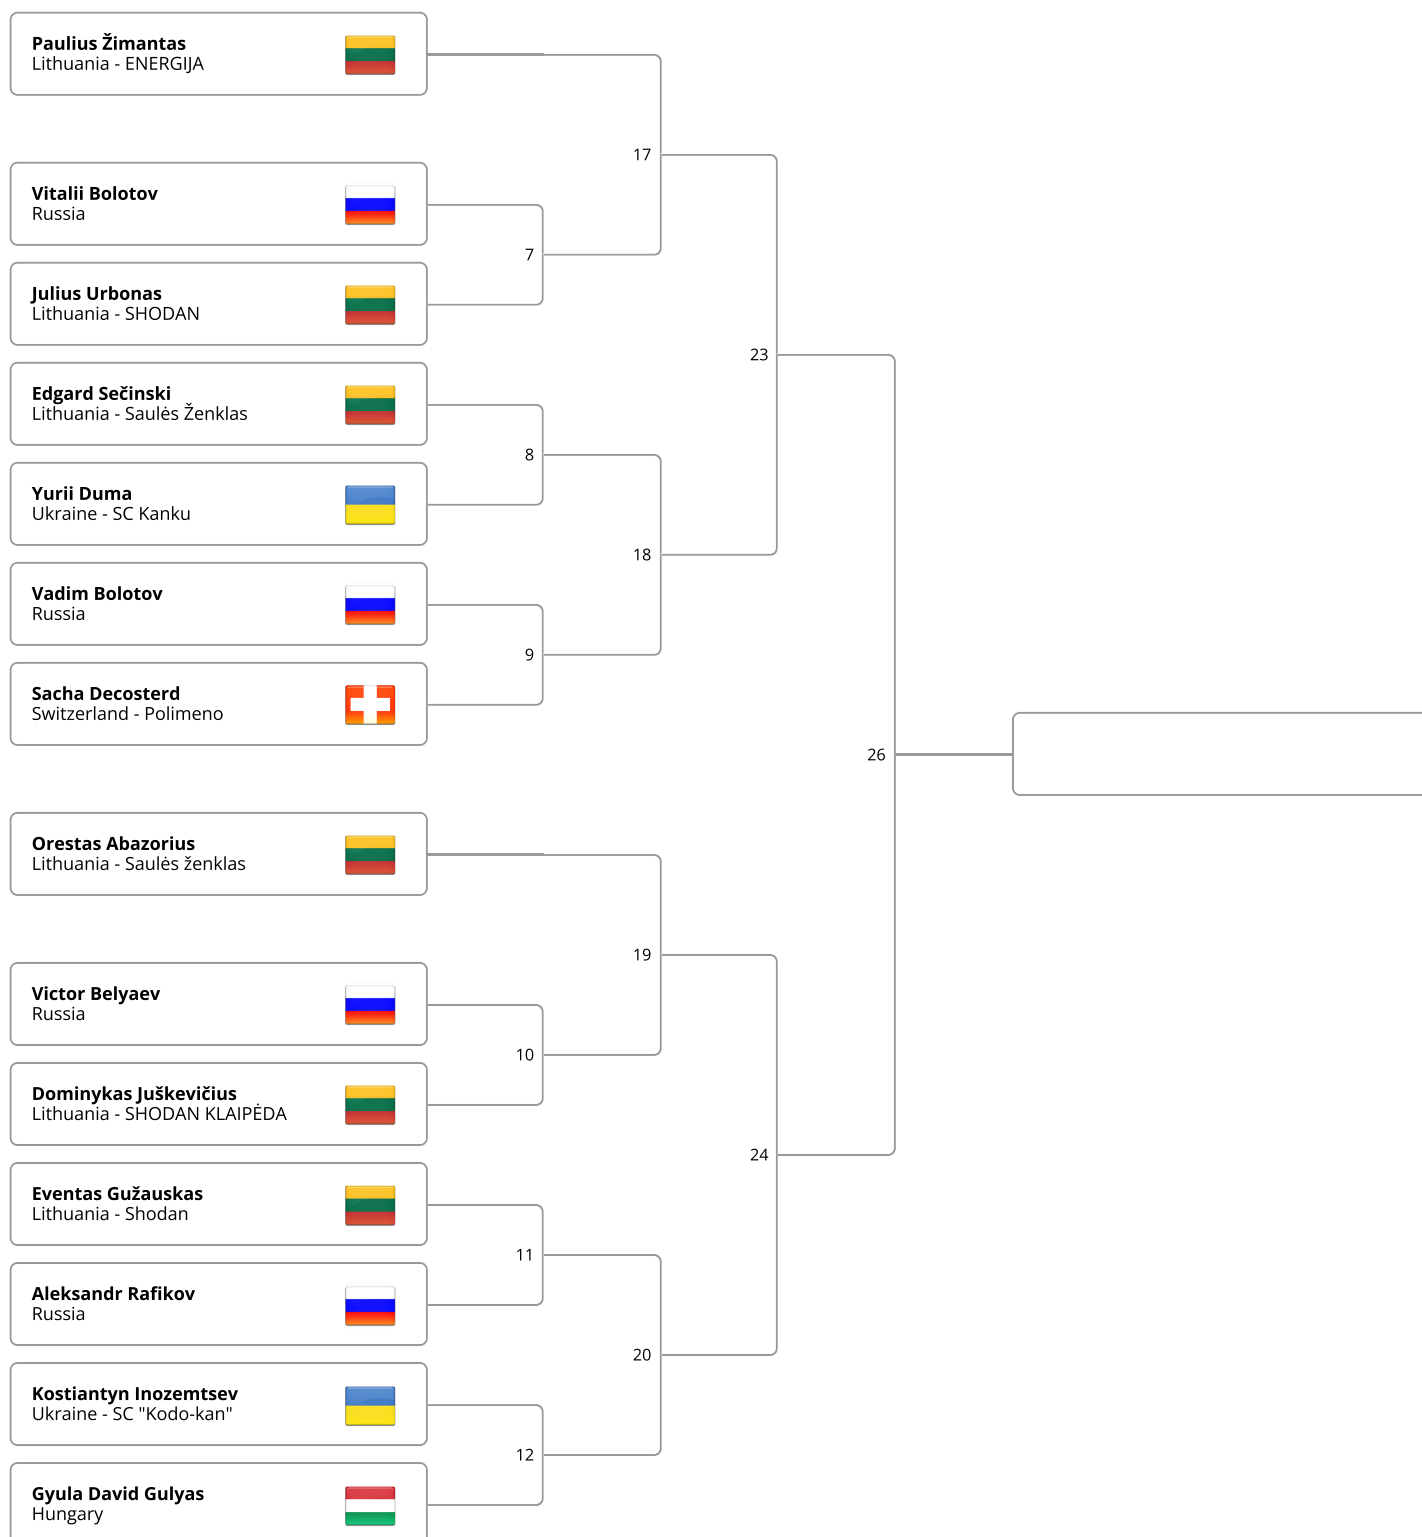 Paulius Žimantas
Lithuania - ENERGIJA
17
Vitalii Bolotov
Russia
7
Julius Urbonas
Lithuania - SHODAN
23
Edgard Sečinski
Lithuania - Saulės Ženklas
8
Yurii Duma
Ukraine - SC Kanku
18
Vadim Bolotov
Russia
9
Sacha Decosterd
Switzerland - Polimeno
26
Orestas Abazorius
Lithuania - Saulės ženklas
19
Victor Belyaev
Russia
10
Dominykas Juškevičius
Lithuania - SHODAN KLAIPĖDA
24
Eventas Gužauskas
Lithuania - Shodan
11
Aleksandr Rafikov
Russia
20
Kostiantyn Inozemtsev
Ukraine - SC "Kodo-kan"
12
Gyula David Gulyas
Hungary